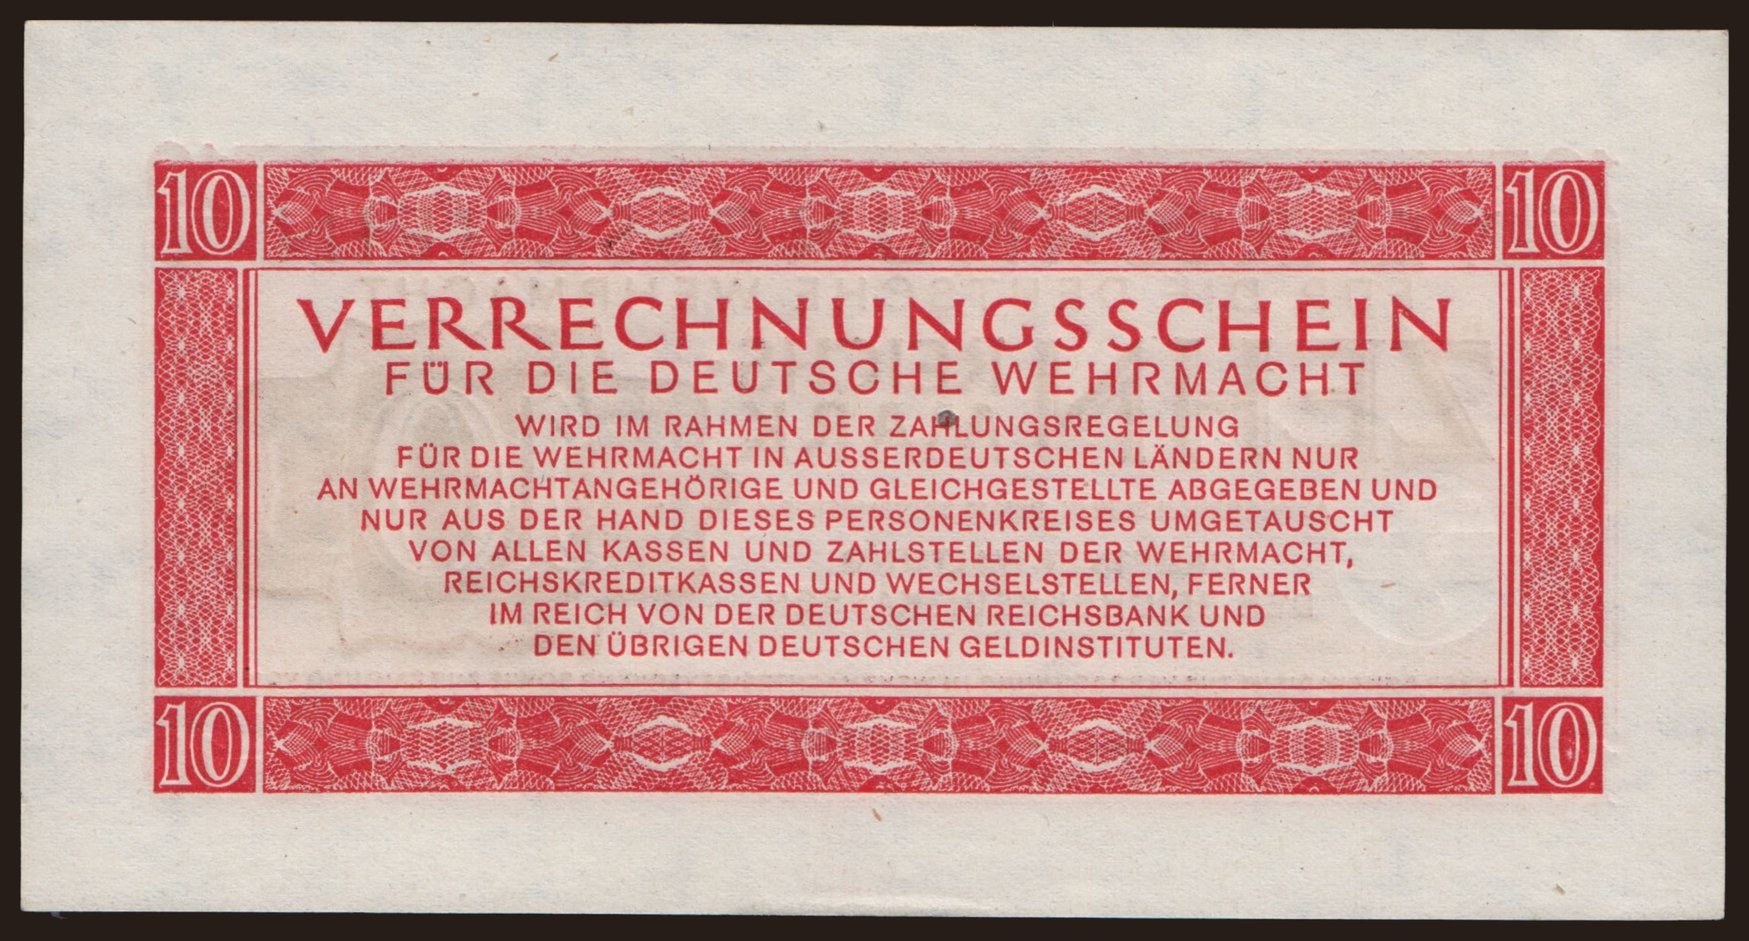 10 10
VERRECHNUNGSSCHEIN
FÜR DIE DEUTSCHE WEHRMACHT
WIRD IM RAHMEN DER ZAHLUNGSREGELUNG
FÜR DIE WEHRMACHT IN AUSSERDEUTSCHEN LÄNDERN NUR
AN WEHRMACHTANGEHÖRIGE UND GLEICHGESTELLTE ABGEGEBEN UND
NUR AUS DER HAND DIESES PERSONENKREISES UMGETAUSCHT
VON ALLEN KASSEN UND ZAHLSTELLEN DER WEHRMACHT,
REICHSKREDITKASSEN UND WECHSELSTELLEN, FERNER
IM REICH VON DER DEUTSCHEN REICHSBANK UND
DEN ÜBRIGEN DEUTSCHEN GELDINSTITUTEN.
10 10